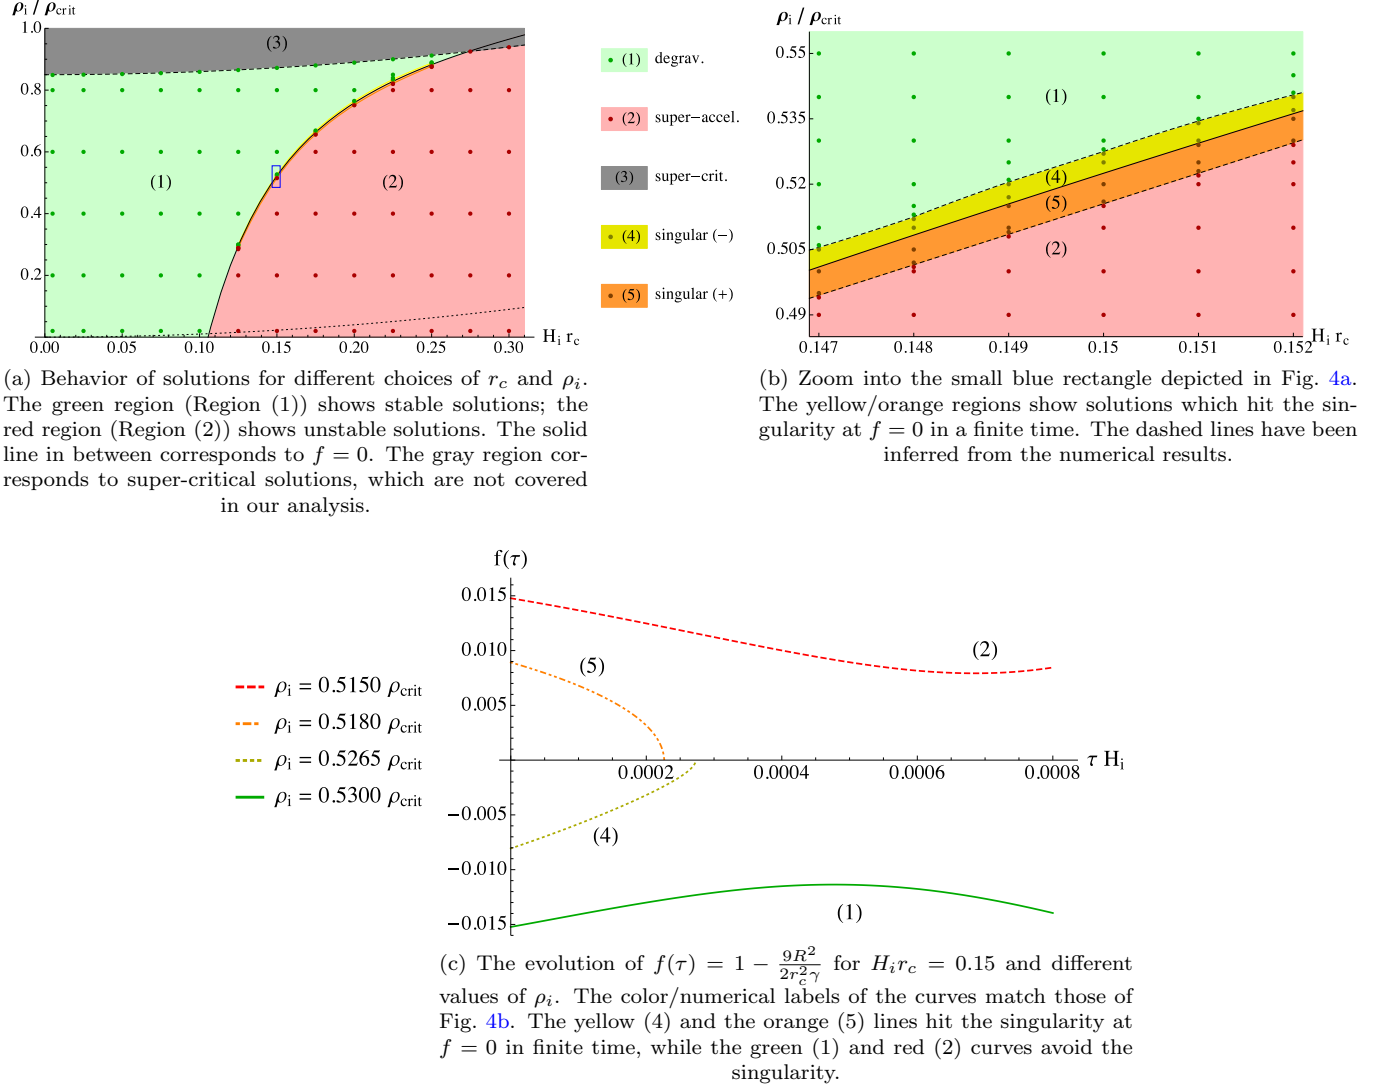 ρi / ρcrit
1.0
0.8
0.6
0.4
0.2
0.00 0.05 0.10 0.15 0.20 0.25 0.30
Hi rc
(3)
(1)
(2)
(1) degrav.
(2) super−accel.
(3) super−crit.
(4) singular (−)
(5) singular (+)
ρi / ρcrit
0.55
0.535
0.52
0.505
0.49
0.147 0.148 0.149 0.15 0.151 0.152
Hi rc
(1)
(4)
(5)
(2)
(a) Behavior of solutions for different choices of rc and ρi.
The green region (Region (1)) shows stable solutions; the
red region (Region (2)) shows unstable solutions. The solid
line in between corresponds to f = 0. The gray region cor-
responds to super-critical solutions, which are not covered
in our analysis.
(b) Zoom into the small blue rectangle depicted in Fig. 4a.
The yellow/orange regions show solutions which hit the sin-
gularity at f = 0 in a finite time. The dashed lines have been
inferred from the numerical results.
f(τ)
0.015
0.010
0.005
−0.005
−0.010
−0.015
0.0002 0.0004 0.0006 0.0008
τ Hi
(2)
(5)
(4)
(1)
ρi = 0.5150 ρcrit
ρi = 0.5180 ρcrit
ρi = 0.5265 ρcrit
ρi = 0.5300 ρcrit
(c) The evolution of f(τ) = 1 − 9R²/2rc²γ for Hirc = 0.15 and different
values of ρi. The color/numerical labels of the curves match those of
Fig. 4b. The yellow (4) and the orange (5) lines hit the singularity at
f = 0 in finite time, while the green (1) and red (2) curves avoid the
singularity.